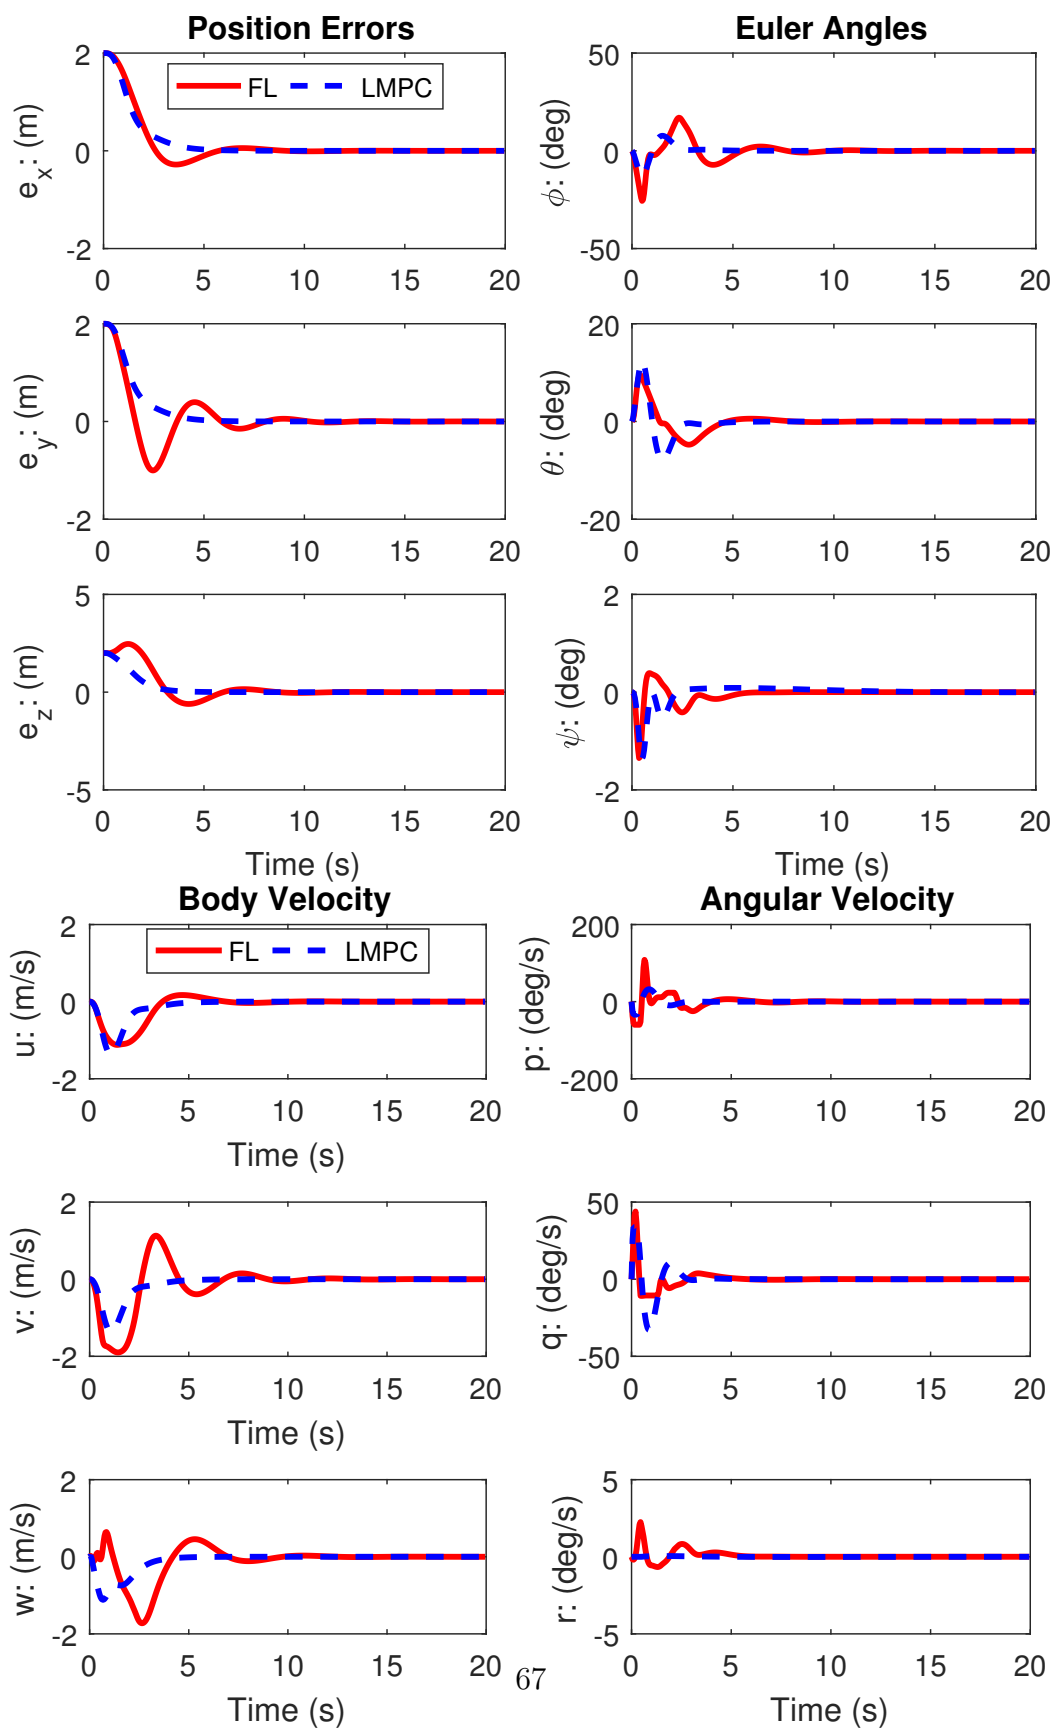 Position Errors
Euler Angles
FL LMPC
2
0
-2
0 5 10 15 20
e_x: (m)
50
0
-50
0 5 10 15 20
ϕ: (deg)
2
0
-2
0 5 10 15 20
e_y: (m)
20
0
-20
0 5 10 15 20
θ: (deg)
5
0
-5
0 5 10 15 20
e_z: (m)
Time (s)
2
0
-2
0 5 10 15 20
ψ: (deg)
Time (s)
Body Velocity
Angular Velocity
FL LMPC
2
0
-2
0 5 10 15 20
u: (m/s)
Time (s)
200
0
-200
0 5 10 15 20
p: (deg/s)
2
0
-2
0 5 10 15 20
v: (m/s)
Time (s)
50
0
-50
0 5 10 15 20
q: (deg/s)
2
0
-2
0 5 10 15 20
w: (m/s)
Time (s)
5
0
-5
0 5 10 15 20
r: (deg/s)
Time (s)
67